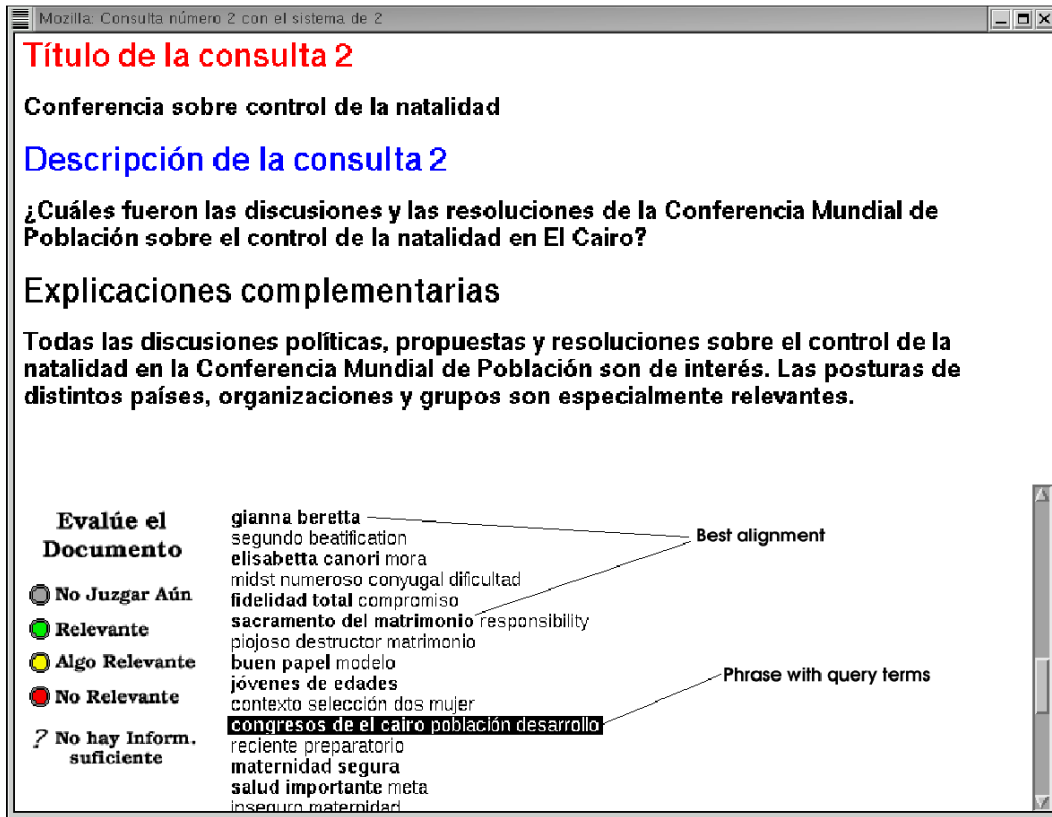 Mozilla: Consulta número 2 con el sistema de 2
Título de la consulta 2
Conferencia sobre control de la natalidad
Descripción de la consulta 2
¿Cuáles fueron las discusiones y las resoluciones de la Conferencia Mundial de
Población sobre el control de la natalidad en El Cairo?
Explicaciones complementarias
Todas las discusiones políticas, propuestas y resoluciones sobre el control de la
natalidad en la Conferencia Mundial de Población son de interés. Las posturas de
distintos países, organizaciones y grupos son especialmente relevantes.
Evalúe el
Documento
No Juzgar Aún
Relevante
Algo Relevante
No Relevante
? No hay Inform.
suficiente
gianna beretta
segundo beatification
elisabetta canori mora
midst numeroso conyugal dificultad
fidelidad total compromiso
sacramento del matrimonio responsibility
piojoso destructor matrimonio
buen papel modelo
jóvenes de edades
contexto selección dos mujer
congresos de el cairo población desarrollo
reciente preparatorio
maternidad segura
salud importante meta
inseguro maternidad
Best alignment
Phrase with query terms